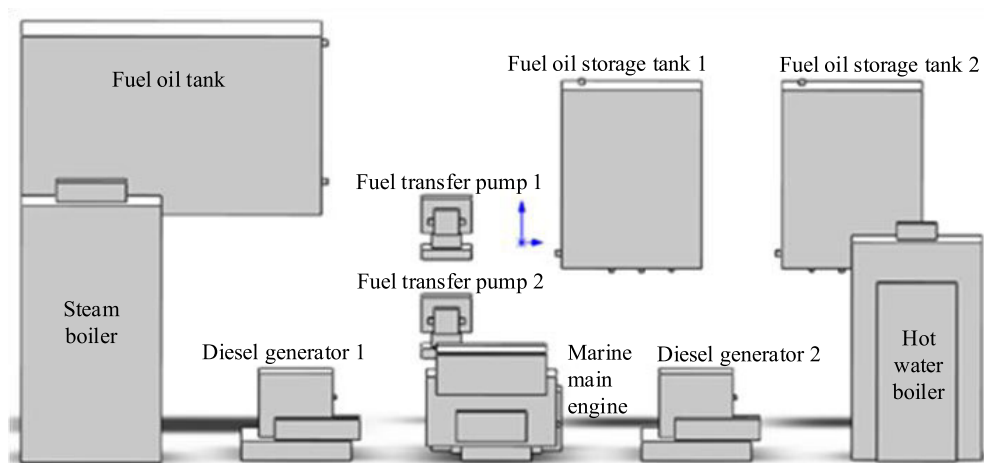 Fuel oil tank
Fuel oil storage tank 1
Fuel oil storage tank 2
Fuel transfer pump 1
Fuel transfer pump 2
Steam
boiler
Diesel generator 1
Marine
main
engine
Diesel generator 2
Hot
water
boiler